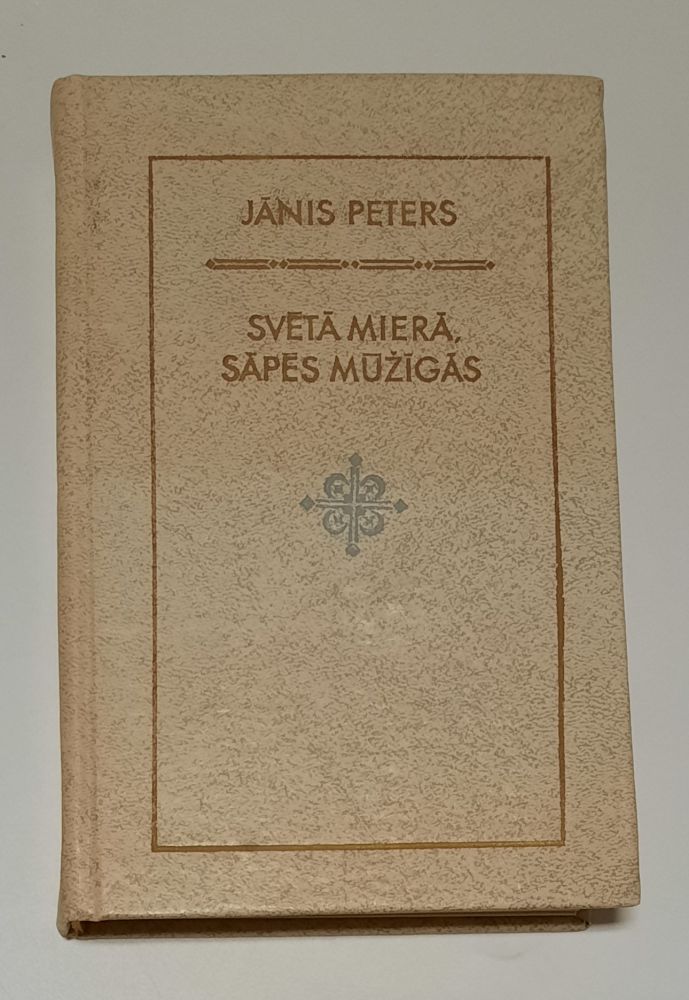 JĀNIS PETERS
SVĒTĀ MIERĀ,
SĀPĒS MŪŽĪGĀS